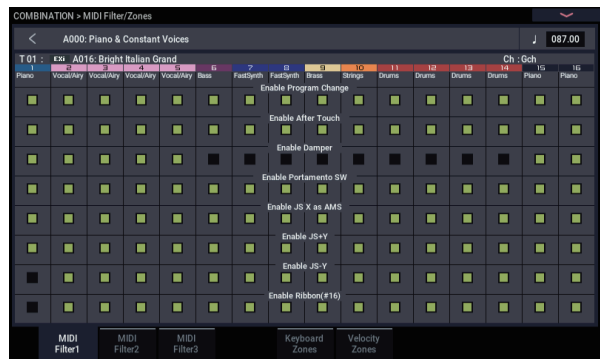 COMBINATION > MIDI Filter/Zones
A000: Piano & Constant Voices
♩ 087.00
T 01 : EXi A016: Bright Italian Grand Ch :Gch
1 2 3 4 5 6 7 8 9 10 11 12 13 14 15 16
Piano Vocal/Airy Vocal/Airy Vocal/Airy Vocal/Airy Bass FastSynth FastSynth Brass Strings Drums Drums Drums Drums Piano Piano
Enable Program Change
Enable After Touch
Enable Damper
Enable Portamento SW
Enable JS X as AMS
Enable JS+Y
Enable JS-Y
Enable Ribbon(#16)
MIDI Filter1
MIDI Filter2
MIDI Filter3
Keyboard Zones
Velocity Zones